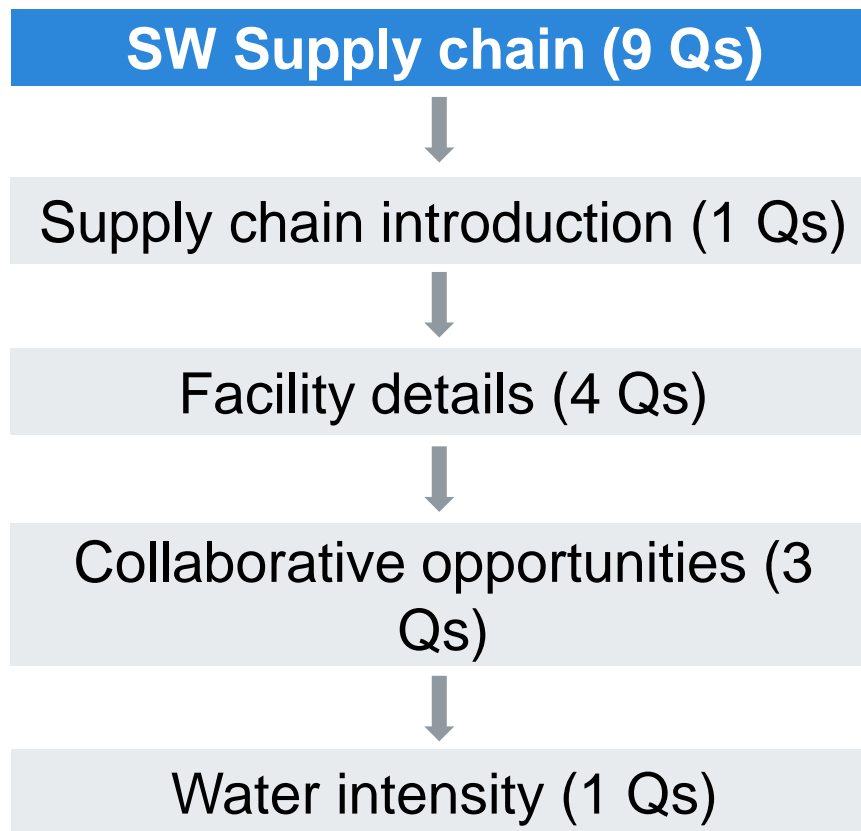 SW Supply chain (9 Qs)
Supply chain introduction (1 Qs)
Facility details (4 Qs)
Collaborative opportunities (3
Qs)
Water intensity (1 Qs)